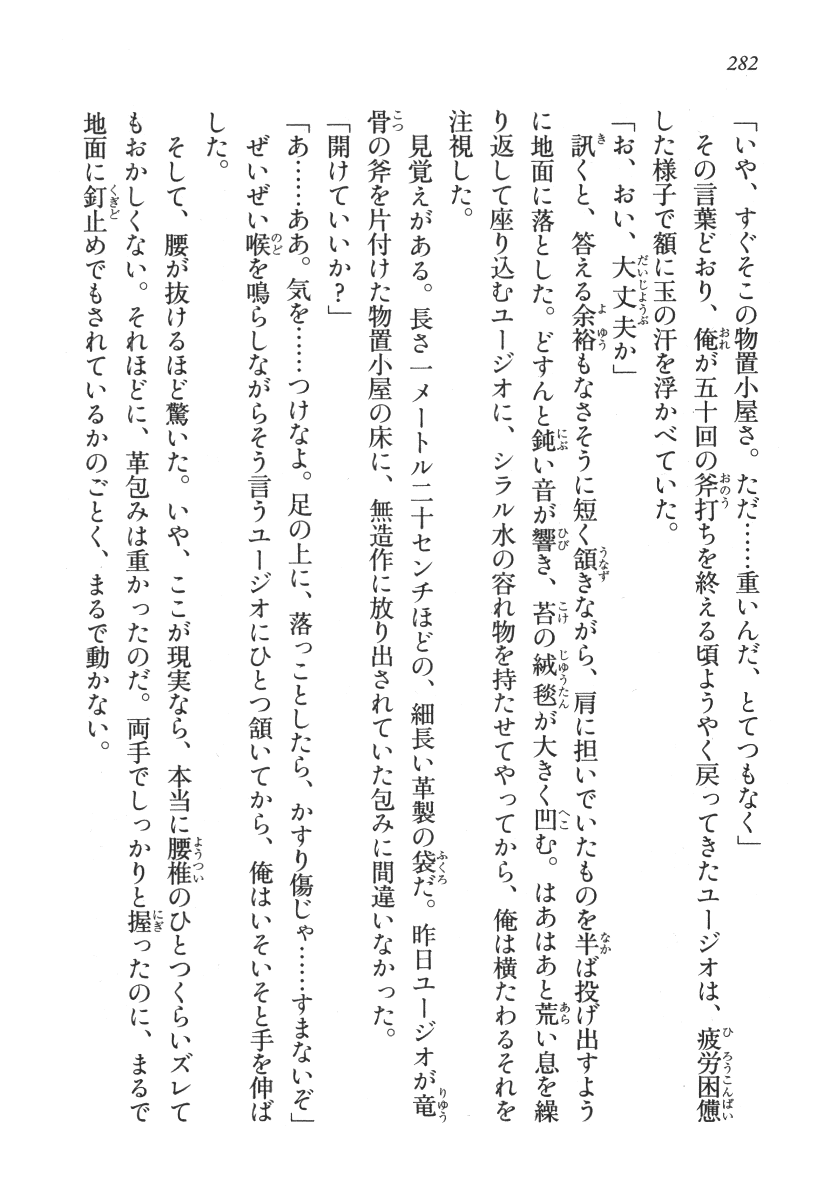 282
「いや、すぐそこの物置小屋さ。ただ……重いんだ、とてつもなく」
その言葉どおり、俺が五十回の斧打ちを終える頃ようやく戻ってきたユージオは、疲労困憊
した様子で額に玉の汗を浮かべていた。
「お、おい、大丈夫か」
訊くと、答える余裕もなさそうに短く頷きながら、肩に担いでいたものを半ば投げ出すよう
に地面に落とした。どすんと鈍い音が響き、苔の絨毯が大きく凹む。はあはあと荒い息を繰
り返して座り込むユージオに、シラル水の容れ物を持たせてやってから、俺は横たわるそれを
注視した。
見覚えがある。長さ一メートル二十センチほどの、細長い革製の袋だ。昨日ユージオが竜
骨の斧を片付けた物置小屋の床に、無造作に放り出されていた包みに間違いなかった。
「開けていいか?」
「あ……ああ。気を……つけなよ。足の上に、落っことしたら、かすり傷じゃ……すまないぞ」
ぜいぜい喉を鳴らしながらそう言うユージオにひとつ頷いてから、俺はいそいそと手を伸ば
した。
そして、腰が抜けるほど驚いた。いや、ここが現実なら、本当に腰椎のひとつくらいズレて
もおかしくない。それほどに、革包みは重かったのだ。両手でしっかりと握ったのに、まるで
地面に釘止めでもされているかのごとく、まるで動かない。